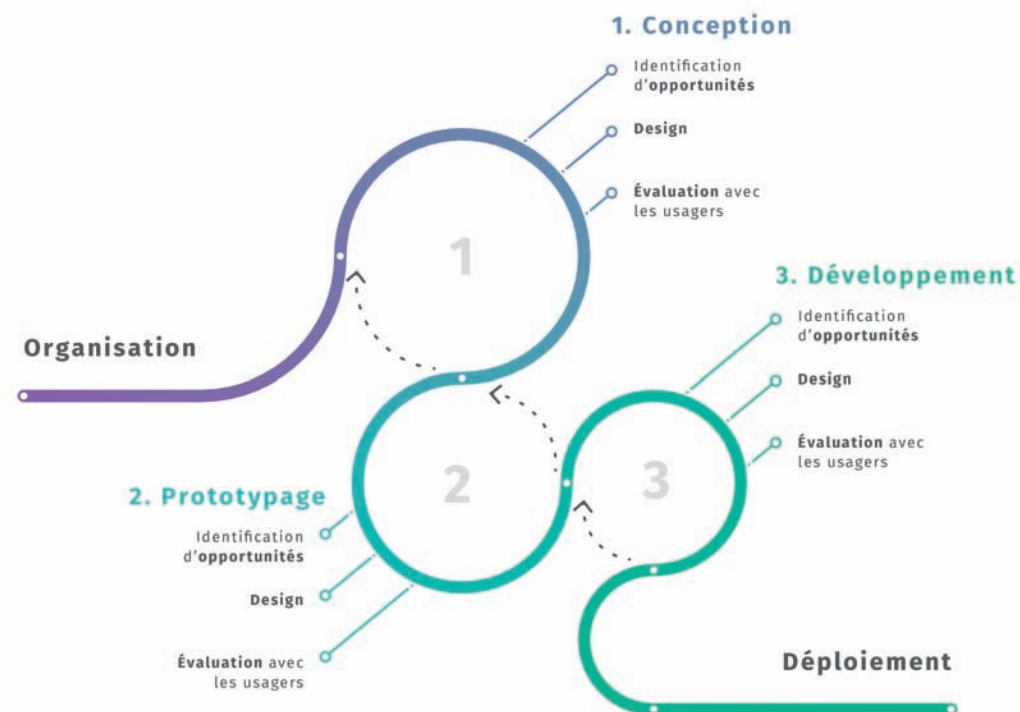 1. Conception
Identification
d'opportunités
Design
Évaluation avec
les usagers
1
3. Développement
Identification
d'opportunités
Design
Évaluation avec
les usagers
Organisation
2
3
2. Prototypage
Identification
d'opportunités
Design
Évaluation avec
les usagers
Déploiement